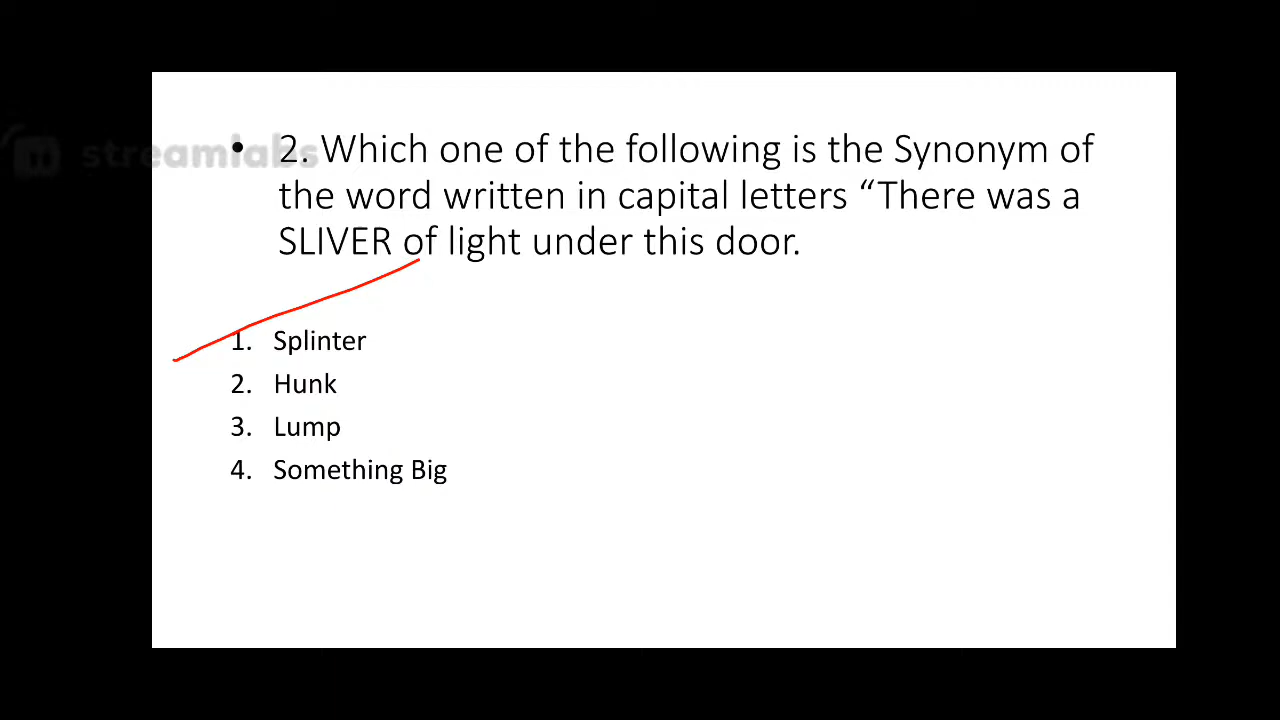 streamlabs
• 2. Which one of the following is the Synonym of
the word written in capital letters “There was a
SLIVER of light under this door.
1. Splinter
2. Hunk
3. Lump
4. Something Big